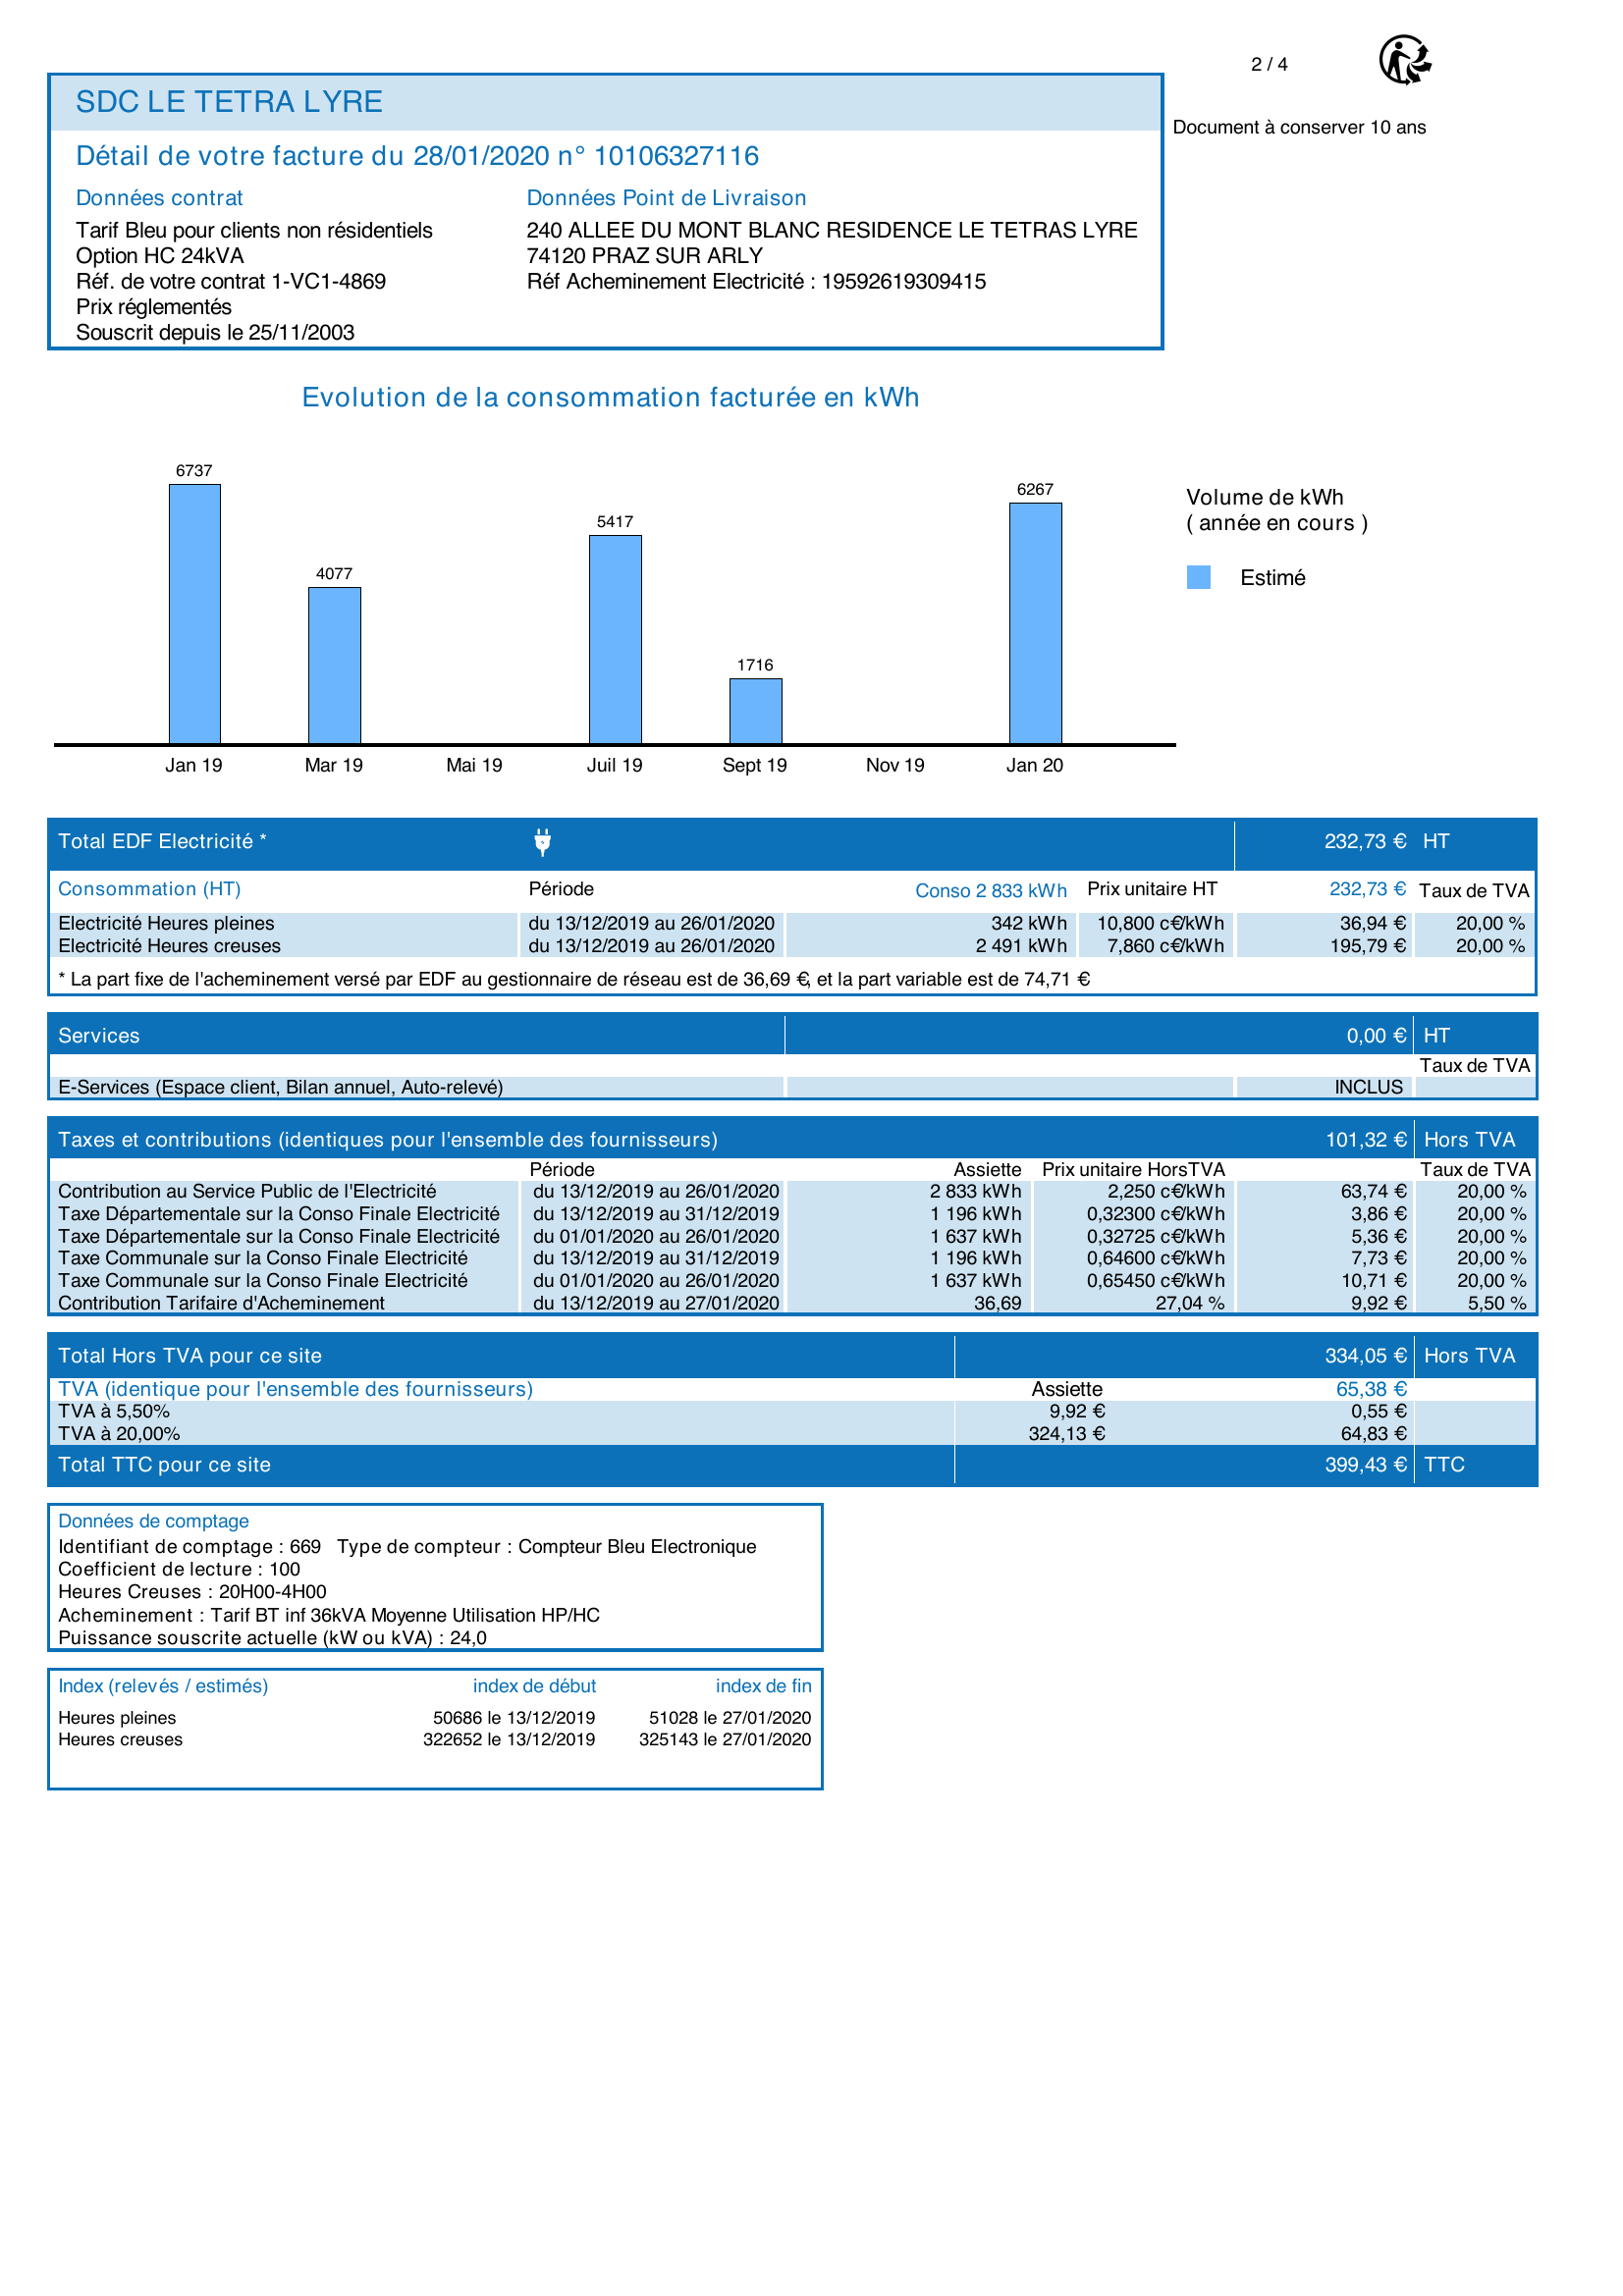 2 / 4
SDC LE TETRA LYRE
Document à conserver 10 ans
Détail de votre facture du 28/01/2020 n° 10106327116
Données contrat
Tarif Bleu pour clients non résidentiels
Option HC 24kVA
Réf. de votre contrat 1-VC1-4869
Prix réglementés
Souscrit depuis le 25/11/2003
Données Point de Livraison
240 ALLEE DU MONT BLANC RESIDENCE LE TETRAS LYRE
74120 PRAZ SUR ARLY
Réf Acheminement Electricité : 19592619309415
Evolution de la consommation facturée en kWh
6737
4077
5417
1716
6267
Jan 19 Mar 19 Mai 19 Juil 19 Sept 19 Nov 19 Jan 20
Volume de kWh
( année en cours )
Estimé
Total EDF Electricité * 232,73 € HT
Consommation (HT) Période Conso 2 833 kWh Prix unitaire HT 232,73 € Taux de TVA
Electricité Heures pleines du 13/12/2019 au 26/01/2020 342 kWh 10,800 c€/kWh 36,94 € 20,00 %
Electricité Heures creuses du 13/12/2019 au 26/01/2020 2 491 kWh 7,860 c€/kWh 195,79 € 20,00 %
* La part fixe de l'acheminement versé par EDF au gestionnaire de réseau est de 36,69 €, et la part variable est de 74,71 €
Services 0,00 € HT
Taux de TVA
E-Services (Espace client, Bilan annuel, Auto-relevé) INCLUS
Taxes et contributions (identiques pour l'ensemble des fournisseurs) 101,32 € Hors TVA
Période Assiette Prix unitaire HorsTVA Taux de TVA
Contribution au Service Public de l'Electricité du 13/12/2019 au 26/01/2020 2 833 kWh 2,250 c€/kWh 63,74 € 20,00 %
Taxe Départementale sur la Conso Finale Electricité du 13/12/2019 au 31/12/2019 1 196 kWh 0,32300 c€/kWh 3,86 € 20,00 %
Taxe Départementale sur la Conso Finale Electricité du 01/01/2020 au 26/01/2020 1 637 kWh 0,32725 c€/kWh 5,36 € 20,00 %
Taxe Communale sur la Conso Finale Electricité du 13/12/2019 au 31/12/2019 1 196 kWh 0,64600 c€/kWh 7,73 € 20,00 %
Taxe Communale sur la Conso Finale Electricité du 01/01/2020 au 26/01/2020 1 637 kWh 0,65450 c€/kWh 10,71 € 20,00 %
Contribution Tarifaire d'Acheminement du 13/12/2019 au 27/01/2020 36,69 27,04 % 9,92 € 5,50 %
Total Hors TVA pour ce site 334,05 € Hors TVA
TVA (identique pour l'ensemble des fournisseurs) Assiette 65,38 €
TVA à 5,50% 9,92 € 0,55 €
TVA à 20,00% 324,13 € 64,83 €
Total TTC pour ce site 399,43 € TTC
Données de comptage
Identifiant de comptage : 669 Type de compteur : Compteur Bleu Electronique
Coefficient de lecture : 100
Heures Creuses : 20H00-4H00
Acheminement : Tarif BT inf 36kVA Moyenne Utilisation HP/HC
Puissance souscrite actuelle (kW ou kVA) : 24,0
Index (relevés / estimés) index de début index de fin
Heures pleines 50686 le 13/12/2019 51028 le 27/01/2020
Heures creuses 322652 le 13/12/2019 325143 le 27/01/2020